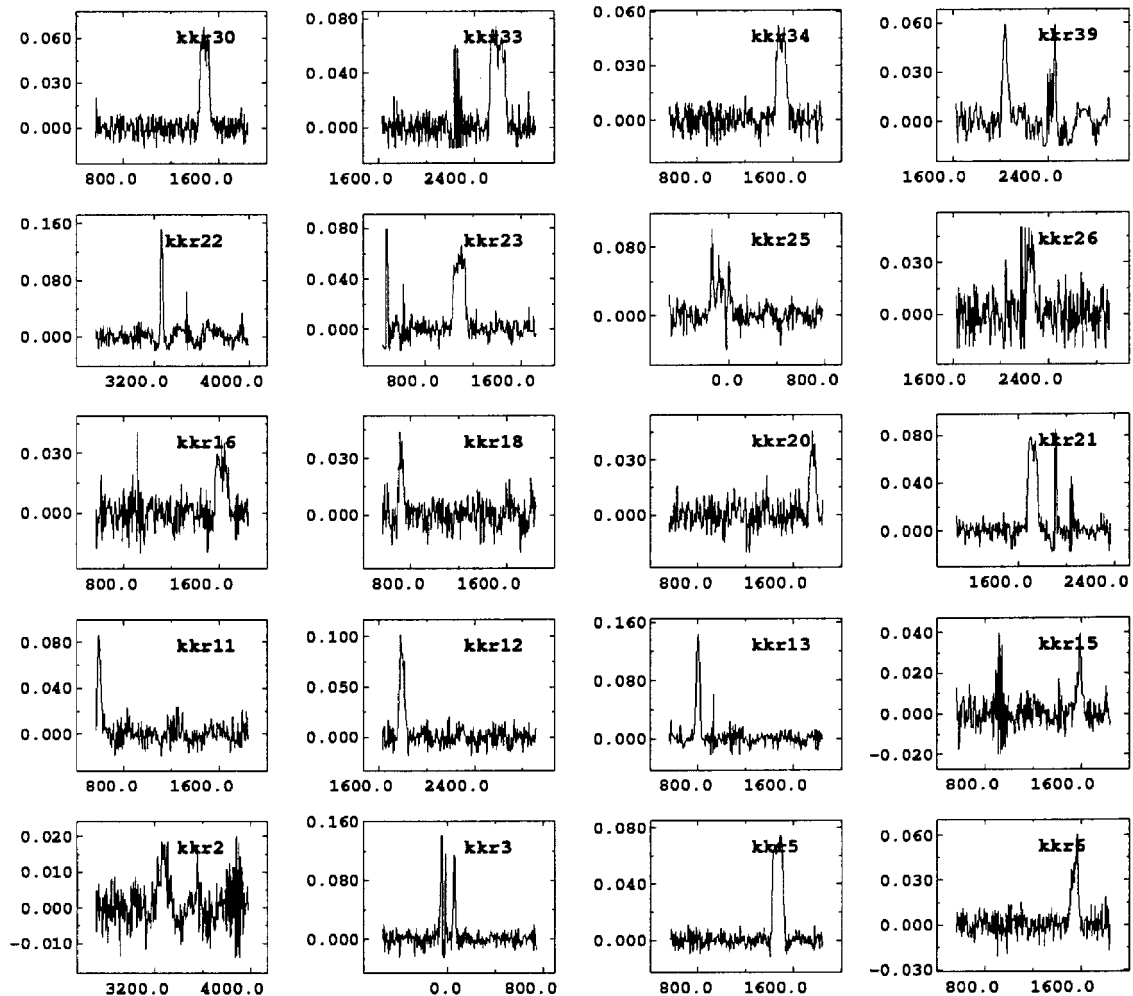 kkr30 kkr33 kkr34 kkr39
0.060 0.080 0.060 0.060
0.030 0.040 0.030 0.030
0.000 0.000 0.000 0.000
800.0 1600.0 1600.0 2400.0 800.0 1600.0 1600.0 2400.0
kkr22 kkr23 kkr25 kkr26
0.160 0.080 0.080 0.030
0.080 0.040 0.040 0.000
0.000 0.000 0.000
3200.0 4000.0 800.0 1600.0 0.0 800.0 1600.0 2400.0
kkr16 kkr18 kkr20 kkr21
0.030 0.030 0.030 0.080
0.000 0.000 0.000 0.040
0.000
800.0 1600.0 800.0 1600.0 800.0 1600.0 1600.0 2400.0
kkr11 kkr12 kkr13 kkr15
0.080 0.100 0.160 0.040
0.040 0.050 0.080 0.020
0.000 0.000 0.000 0.000
-0.020
800.0 1600.0 1600.0 2400.0 800.0 1600.0 800.0 1600.0
kkr2 kkr3 kkr5 kkr6
0.020 0.160 0.080 0.060
0.010 0.080 0.040 0.030
0.000 0.000 0.000 0.000
-0.010 -0.030
3200.0 4000.0 0.0 800.0 800.0 1600.0 800.0 1600.0